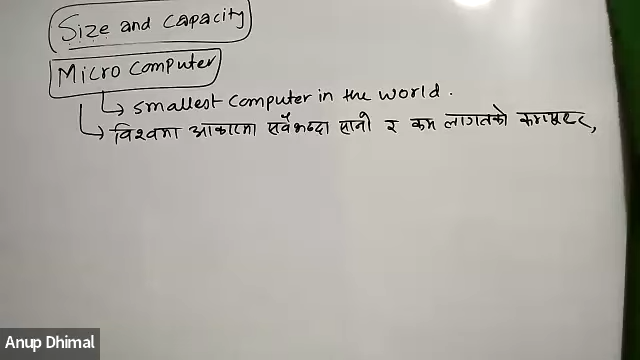 Size and Capacity
Micro Computer
smallest computer in the world.
विश्वमा आकारमा सबैभन्दा सानो र कम लागतको कम्प्युटर,
Anup Dhimal